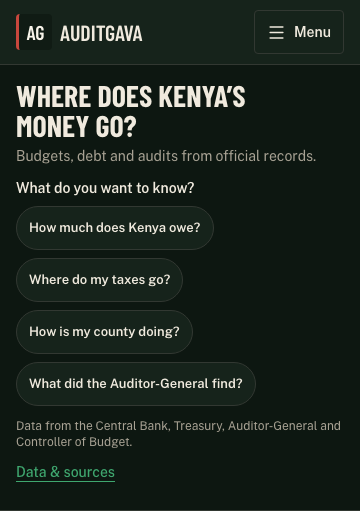 AG AUDITGAVA
Menu
WHERE DOES KENYA'S
MONEY GO?
Budgets, debt and audits from official records.
What do you want to know?
How much does Kenya owe?
Where do my taxes go?
How is my county doing?
What did the Auditor-General find?
Data from the Central Bank, Treasury, Auditor-General and
Controller of Budget.
Data & sources